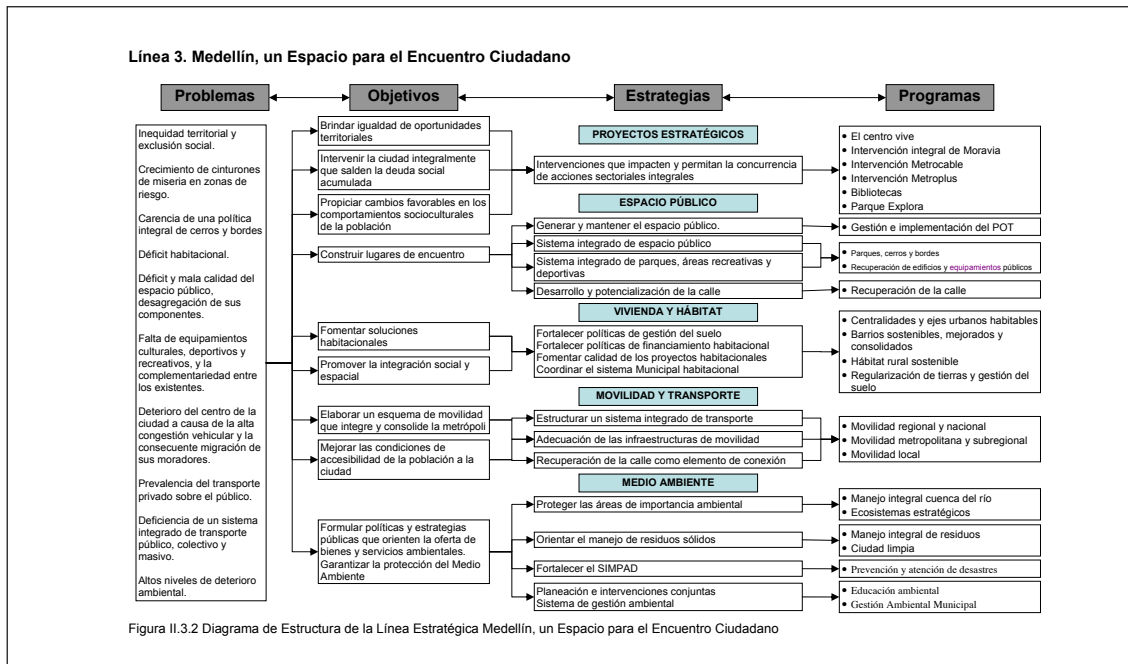 Línea 3. Medellín, un Espacio para el Encuentro Ciudadano
Problemas
Objetivos
Estrategias
Programas
Inequidad territorial y
exclusión social.
Crecimiento de cinturones
de miseria en zonas de
riesgo.
Carencia de una política
integral de cerros y bordes
Déficit habitacional.
Déficit y mala calidad del
espacio público,
desagregación de sus
componentes.
Falta de equipamientos
culturales, deportivos y
recreativos, y la
complementariedad entre
los existentes.
Deterioro del centro de la
ciudad a causa de la alta
congestión vehicular y la
consecuente migración de
sus moradores.
Prevalencia del transporte
privado sobre el público.
Deficiencia de un sistema
integrado de transporte
público, colectivo y
masivo.
Altos niveles de deterioro
ambiental.
Brindar igualdad de oportunidades
territoriales
Intervenir la ciudad integralmente
que salden la deuda social
acumulada
Propiciar cambios favorables en los
comportamientos socioculturales
de la población
Construir lugares de encuentro
Fomentar soluciones
habitacionales
Promover la integración social y
espacial
Elaborar un esquema de movilidad
que integre y consolide la metrópoli
Mejorar las condiciones de
accesibilidad de la población a la
ciudad
Formular políticas y estrategias
públicas que orienten la oferta de
bienes y servicios ambientales.
Garantizar la protección del Medio
Ambiente
PROYECTOS ESTRATÉGICOS
Intervenciones que impacten y permitan la concurrencia
de acciones sectoriales integrales
ESPACIO PÚBLICO
Generar y mantener el espacio público.
Sistema integrado de espacio público
Sistema integrado de parques, áreas recreativas y
deportivas
Desarrollo y potencialización de la calle
VIVIENDA Y HÁBITAT
Fortalecer políticas de gestión del suelo
Fortalecer políticas de financiamiento habitacional
Fomentar calidad de los proyectos habitacionales
Coordinar el sistema Municipal habitacional
MOVILIDAD Y TRANSPORTE
Estructurar un sistema integrado de transporte
Adecuación de las infraestructuras de movilidad
Recuperación de la calle como elemento de conexión
MEDIO AMBIENTE
Proteger las áreas de importancia ambiental
Orientar el manejo de residuos sólidos
Fortalecer el SIMPAD
Planeación e intervenciones conjuntas
Sistema de gestión ambiental
• El centro vive
• Intervención integral de Moravia
• Intervención Metrocable
• Intervención Metroplus
• Bibliotecas
• Parque Explora
• Gestión e implementación del POT
• Parques, cerros y bordes
• Recuperación de edificios y equipamientos públicos
• Recuperación de la calle
• Centralidades y ejes urbanos habitables
• Barrios sostenibles, mejorados y
consolidados
• Hábitat rural sostenible
• Regularización de tierras y gestión del
suelo
• Movilidad regional y nacional
• Movilidad metropolitana y subregional
• Movilidad local
• Manejo integral cuenca del río
• Ecosistemas estratégicos
• Manejo integral de residuos
• Ciudad limpia
• Prevención y atención de desastres
• Educación ambiental
• Gestión Ambiental Municipal
Figura II.3.2 Diagrama de Estructura de la Línea Estratégica Medellín, un Espacio para el Encuentro Ciudadano